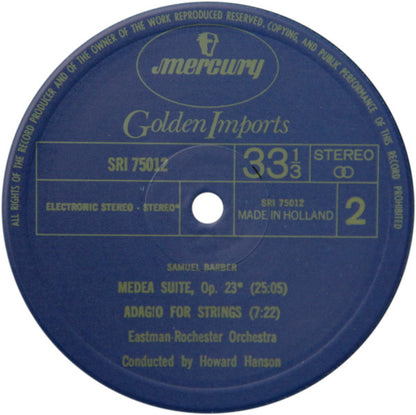 ALL RIGHTS OF THE RECORD PRODUCER AND OF THE OWNER OF THE WORK REPRODUCED RESERVED. COPYING, AND PUBLIC PERFORMANCE OF THIS RECORD PROHIBITED
mercury
Golden Imports
SRI 75012
33 1/3
STEREO
ELECTRONIC STEREO - STEREO*
SRI 75012
MADE IN HOLLAND
2
SAMUEL BARBER
MEDEA SUITE, Op. 23* (25:05)
ADAGIO FOR STRINGS (7:22)
Eastman-Rochester Orchestra
Conducted by Howard Hanson